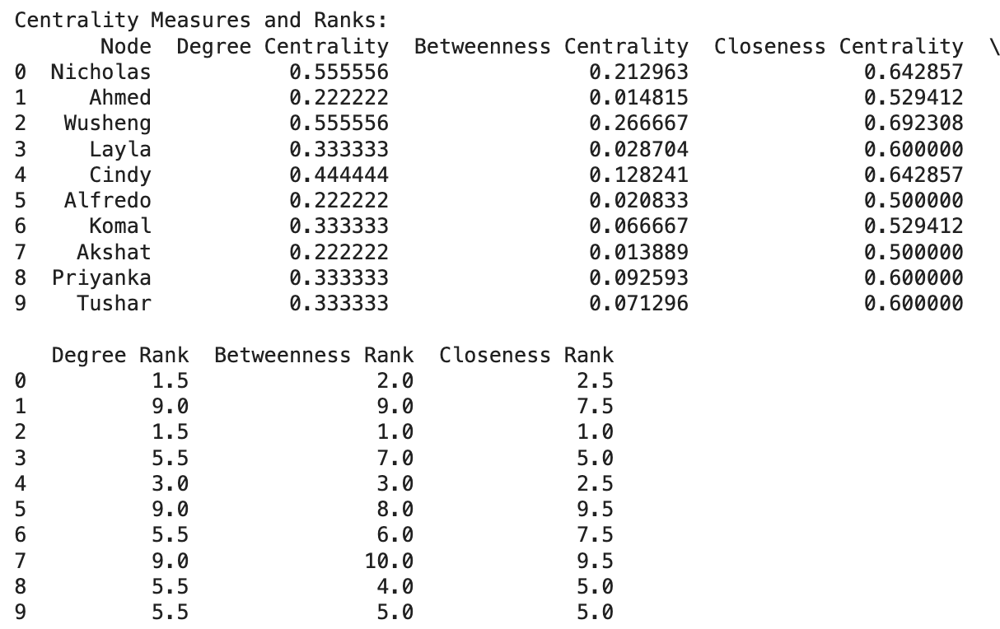 Centrality Measures and Ranks:
       Node  Degree Centrality  Betweenness Centrality  Closeness Centrality  \
0  Nicholas           0.555556                0.212963              0.642857
1     Ahmed           0.222222                0.014815              0.529412
2   Wusheng           0.555556                0.266667              0.692308
3     Layla           0.333333                0.028704              0.600000
4     Cindy           0.444444                0.128241              0.642857
5   Alfredo           0.222222                0.020833              0.500000
6     Komal           0.333333                0.066667              0.529412
7    Akshat           0.222222                0.013889              0.500000
8  Priyanka           0.333333                0.092593              0.600000
9    Tushar           0.333333                0.071296              0.600000
   Degree Rank  Betweenness Rank  Closeness Rank
0          1.5               2.0             2.5
1          9.0               9.0             7.5
2          1.5               1.0             1.0
3          5.5               7.0             5.0
4          3.0               3.0             2.5
5          9.0               8.0             9.5
6          5.5               6.0             7.5
7          9.0              10.0             9.5
8          5.5               4.0             5.0
9          5.5               5.0             5.0